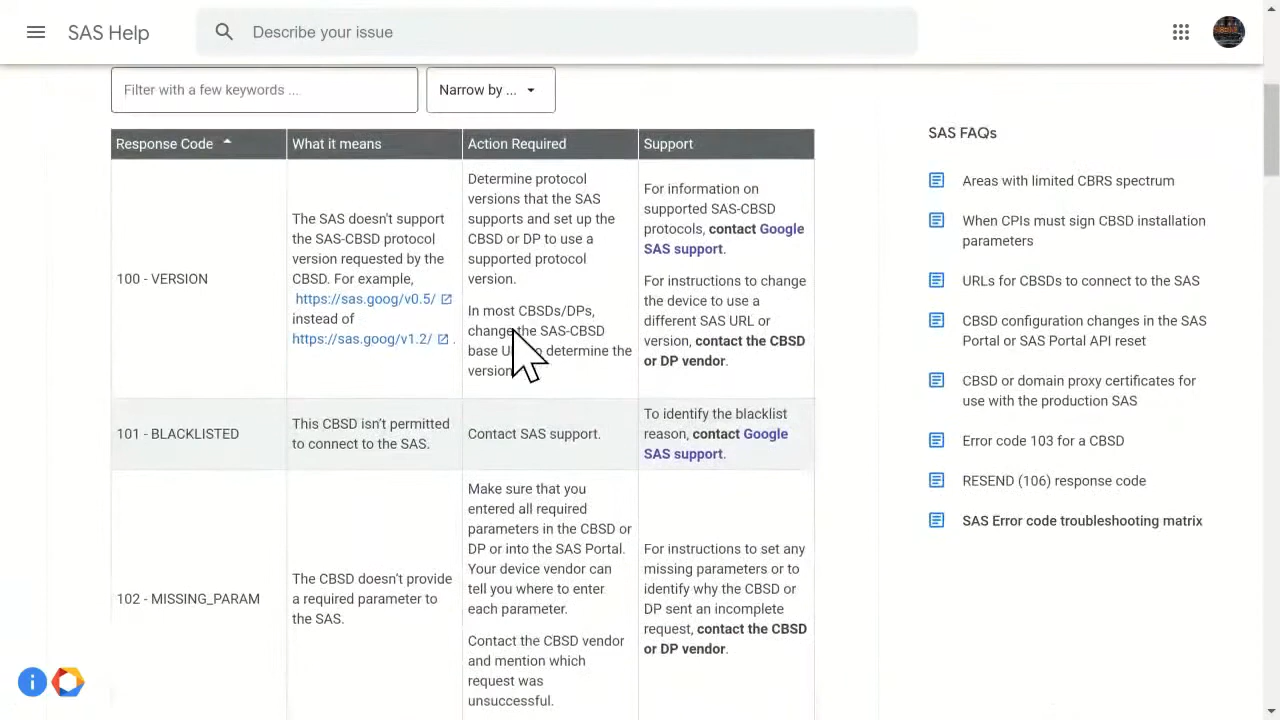 SAS Help
Describe your issue
Filter with a few keywords ...
Narrow by ...
Response Code
What it means
Action Required
Support
100 - VERSION
The SAS doesn't support
the SAS-CBSD protocol
version requested by the
CBSD. For example,
https://sas.goog/v0.5/
instead of
https://sas.goog/v1.2/ .
Determine protocol
versions that the SAS
supports and set up the
CBSD or DP to use a
supported protocol
version.
In most CBSDs/DPs,
change the SAS-CBSD
base to determine the
version
For information on
supported SAS-CBSD
protocols, contact Google
SAS support.
For instructions to change
the device to use a
different SAS URL or
version, contact the CBSD
or DP vendor.
101 - BLACKLISTED
This CBSD isn’t permitted
to connect to the SAS.
Contact SAS support.
To identify the blacklist
reason, contact Google
SAS support.
102 - MISSING_PARAM
The CBSD doesn't provide
a required parameter to
the SAS.
Make sure that you
entered all required
parameters in the CBSD or
DP or into the SAS Portal.
Your device vendor can
tell you where to enter
each parameter.
Contact the CBSD vendor
and mention which
request was
unsuccessful.
For instructions to set any
missing parameters or to
identify why the CBSD or
DP sent an incomplete
request, contact the CBSD
or DP vendor.
SAS FAQs
Areas with limited CBRS spectrum
When CPIs must sign CBSD installation
parameters
URLs for CBSDs to connect to the SAS
CBSD configuration changes in the SAS
Portal or SAS Portal API reset
CBSD or domain proxy certificates for
use with the production SAS
Error code 103 for a CBSD
RESEND (106) response code
SAS Error code troubleshooting matrix